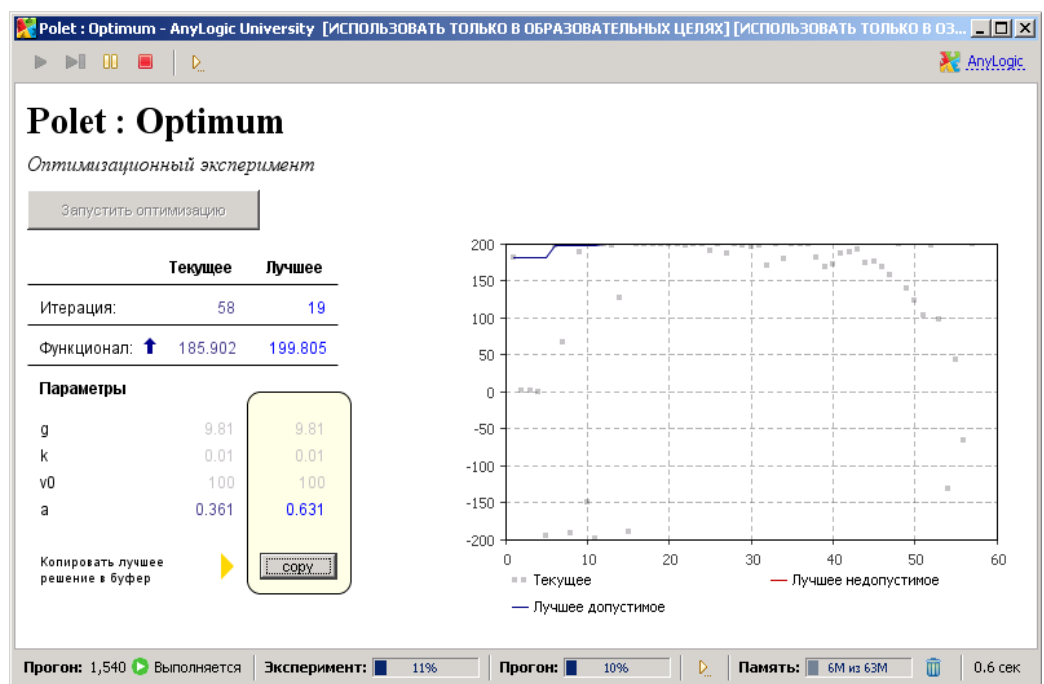 Polet : Optimum - AnyLogic University [ИСПОЛЬЗОВАТЬ ТОЛЬКО В ОБРАЗОВАТЕЛЬНЫХ ЦЕЛЯХ] [ИСПОЛЬЗОВАТЬ ТОЛЬКО В ОЗ...
AnyLogic
Polet : Optimum
Оптимизационный эксперимент
Запустить оптимизацию
Текущее Лучшее
Итерация: 58 19
Функционал: 185.902 199.805
Параметры
g 9.81 9.81
k 0.01 0.01
v0 100 100
a 0.361 0.631
Копировать лучшее
решение в буфер
copy
200
150
100
50
0
-50
-100
-150
-200
0 10 20 30 40 50 60
Текущее Лучшее недопустимое
Лучшее допустимое
Прогон: 1,540 Выполняется Эксперимент: 11% Прогон: 10% Память: 6M из 63M 0.6 сек